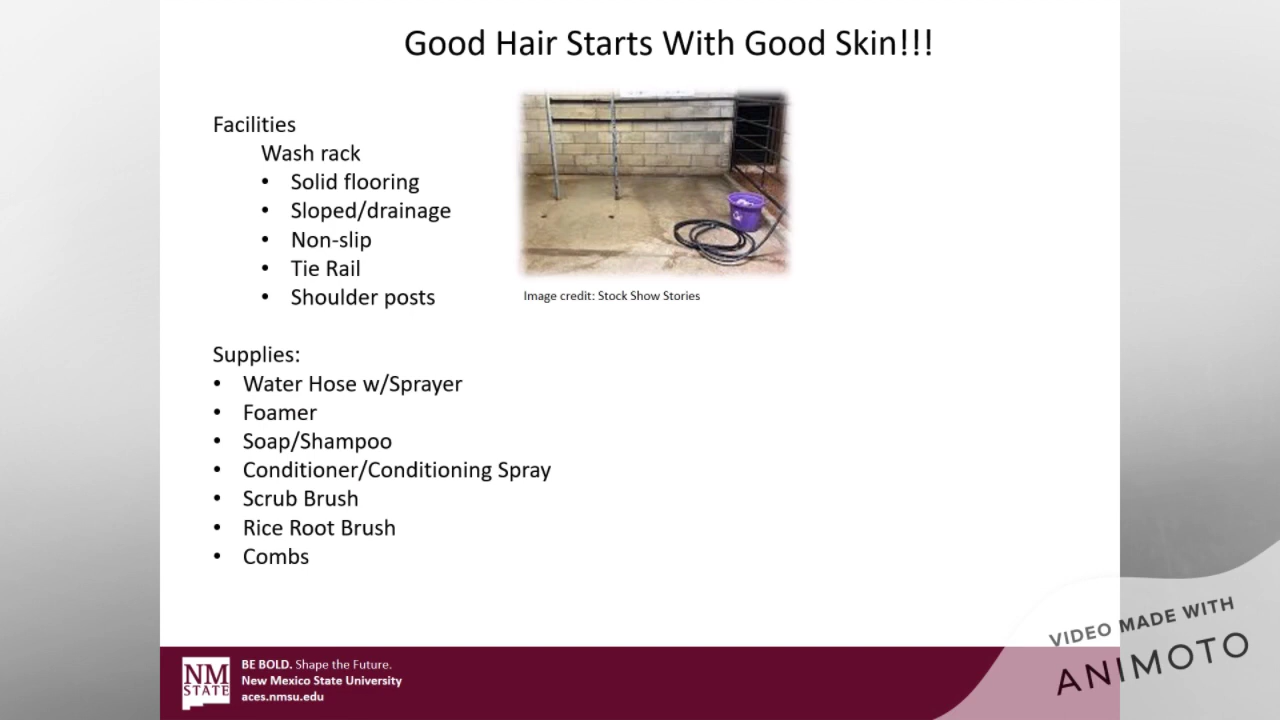 Good Hair Starts With Good Skin!!!
Facilities
Wash rack
• Solid flooring
• Sloped/drainage
• Non-slip
• Tie Rail
• Shoulder posts
Image credit: Stock Show Stories
Supplies:
• Water Hose w/Sprayer
• Foamer
• Soap/Shampoo
• Conditioner/Conditioning Spray
• Scrub Brush
• Rice Root Brush
• Combs
NM
STATE
BE BOLD. Shape the Future.
New Mexico State University
aces.nmsu.edu
VIDEO MADE WITH
ANIMOTO